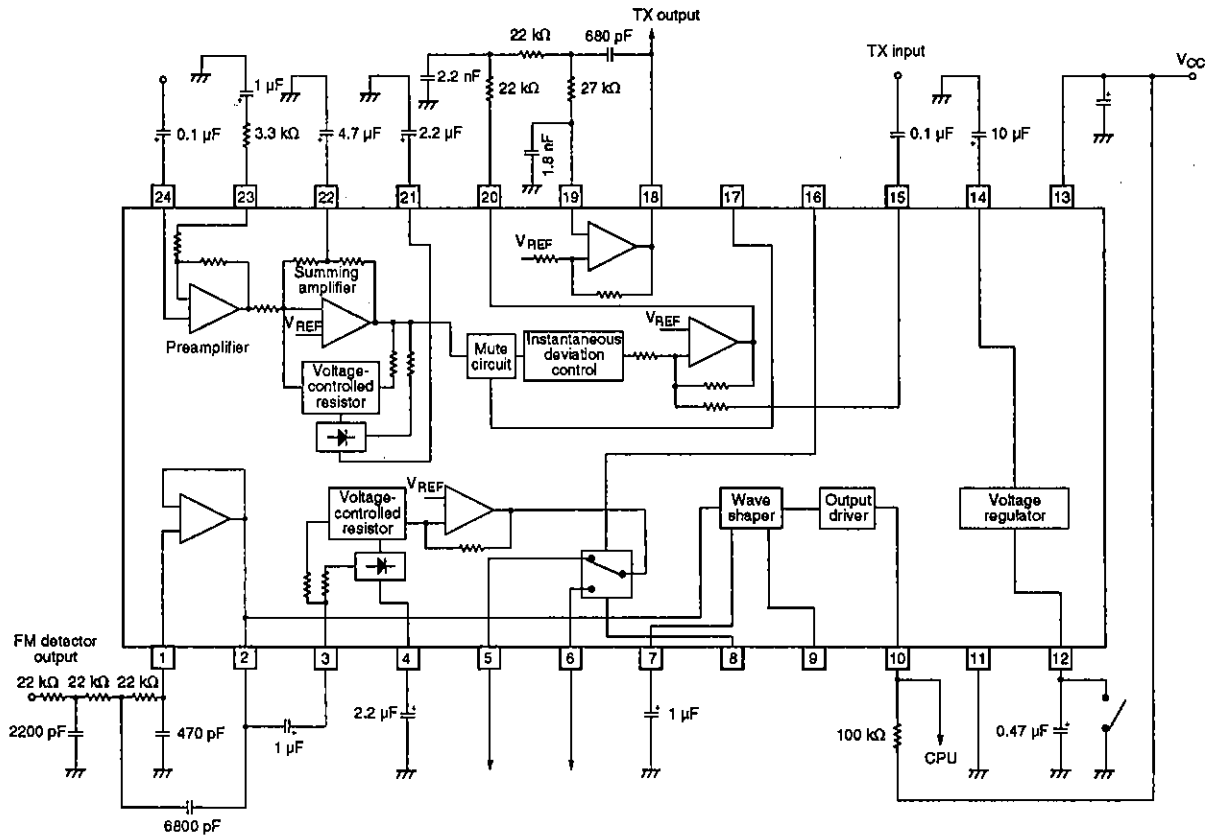 TX output
22 kΩ
680 pF
TX input
VCC
1 µF
2.2 nF
22 kΩ
27 kΩ
0.1 µF
3.3 kΩ
4.7 µF
2.2 µF
1.8 nF
0.1 µF
10 µF
24
23
22
21
20
19
18
17
16
15
14
13
VREF
Summing
amplifier
VREF
Preamplifier
VREF
Mute
circuit
Instantaneous
deviation
control
Voltage-
controlled
resistor
Voltage-
controlled
resistor
VREF
Wave
shaper
Output
driver
Voltage
regulator
FM detector
output
1
2
3
4
5
6
7
8
9
10
11
12
22 kΩ
22 kΩ
22 kΩ
2200 pF
470 pF
1 µF
2.2 µF
1 µF
100 kΩ
CPU
0.47 µF
6800 pF